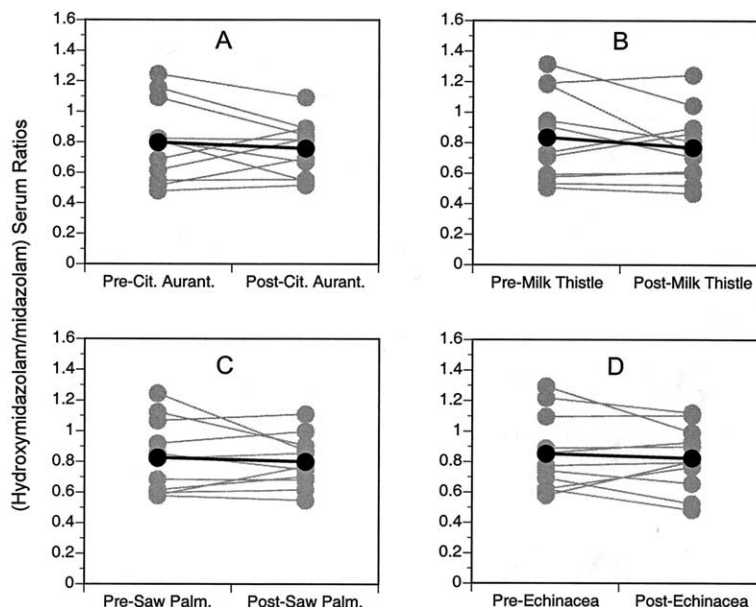 (Hydroxymidazolam/midazolam) Serum Ratios
A
1.6
1.4
1.2
1
0.8
0.6
0.4
0.2
0
Pre-Cit. Aurant.
Post-Cit. Aurant.
B
1.6
1.4
1.2
1
0.8
0.6
0.4
0.2
0
Pre-Milk Thistle
Post-Milk Thistle
C
1.6
1.4
1.2
1
0.8
0.6
0.4
0.2
0
Pre-Saw Palm.
Post-Saw Palm.
D
1.6
1.4
1.2
1
0.8
0.6
0.4
0.2
0
Pre-Echinacea
Post-Echinacea